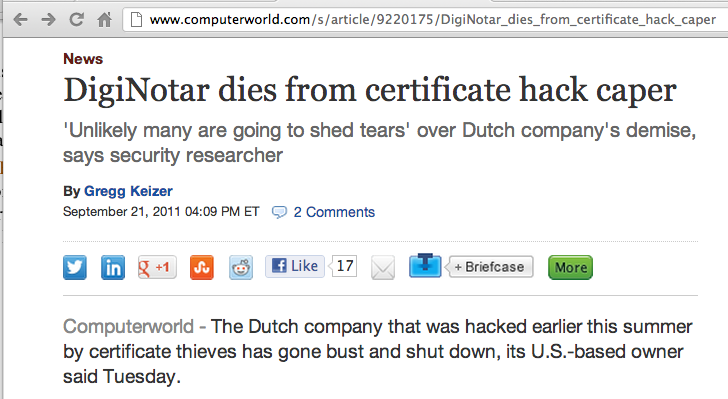 www.computerworld.com/s/article/9220175/DigiNotar_dies_from_certificate_hack_caper
News
DigiNotar dies from certificate hack caper
'Unlikely many are going to shed tears' over Dutch company's demise,
says security researcher
By Gregg Keizer
September 21, 2011 04:09 PM ET 2 Comments
in g +1 f Like 17 T + Briefcase More
Computerworld - The Dutch company that was hacked earlier this summer
by certificate thieves has gone bust and shut down, its U.S.-based owner
said Tuesday.